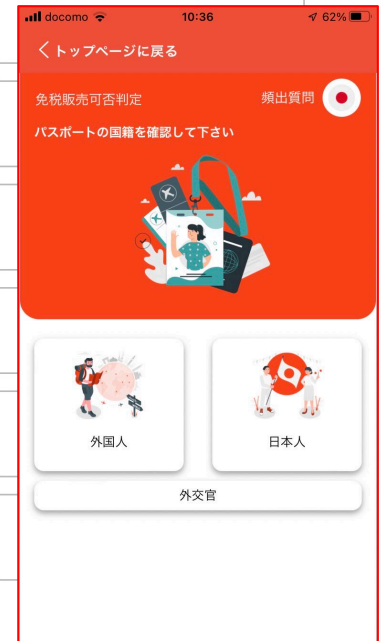 docomo 10:36 62%
トップページに戻る
免税販売可否判定 頻出質問
パスポートの国籍を確認して下さい
外国人 日本人
外交官